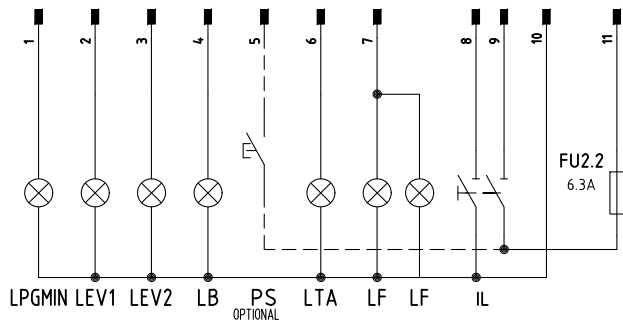 1 2 3 4 5 6 7 8 9 10 11
FU2.2
6.3A
LPGMIN LEV1 LEV2 LB PS LTA LF LF IL
OPTIONAL